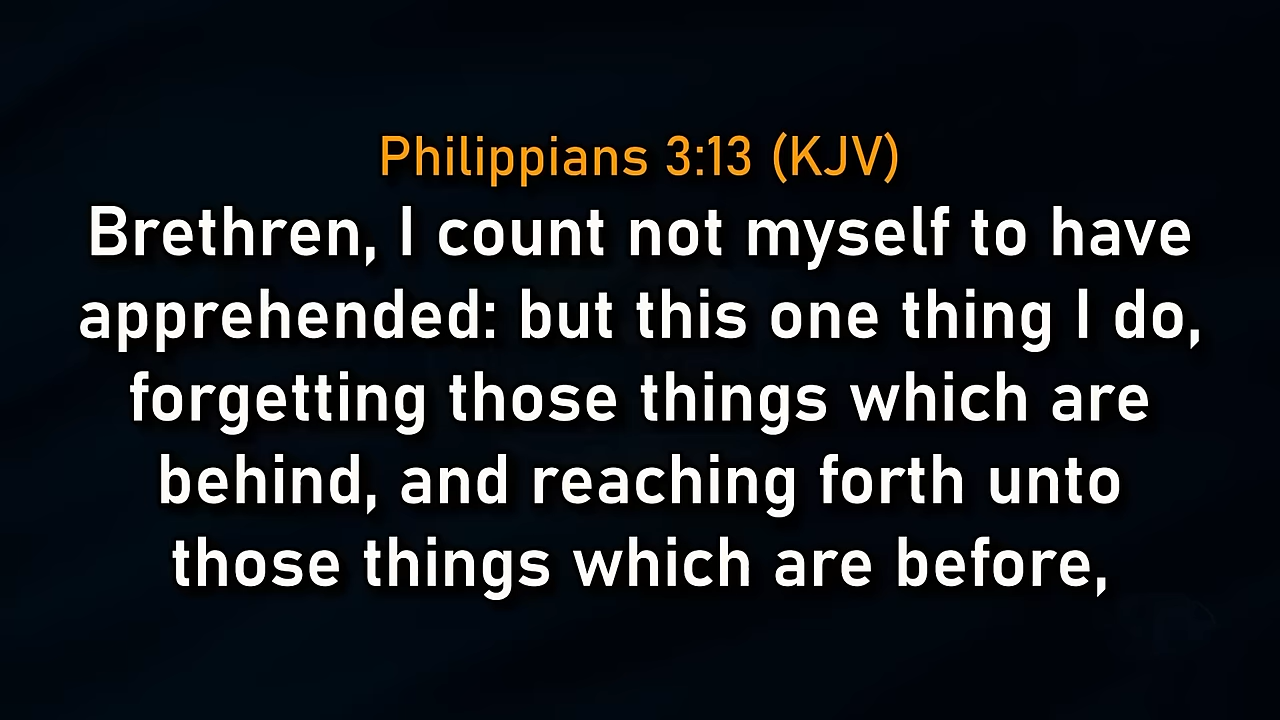 Philippians 3:13 (KJV)
Brethren, I count not myself to have
apprehended: but this one thing I do,
forgetting those things which are
behind, and reaching forth unto
those things which are before,